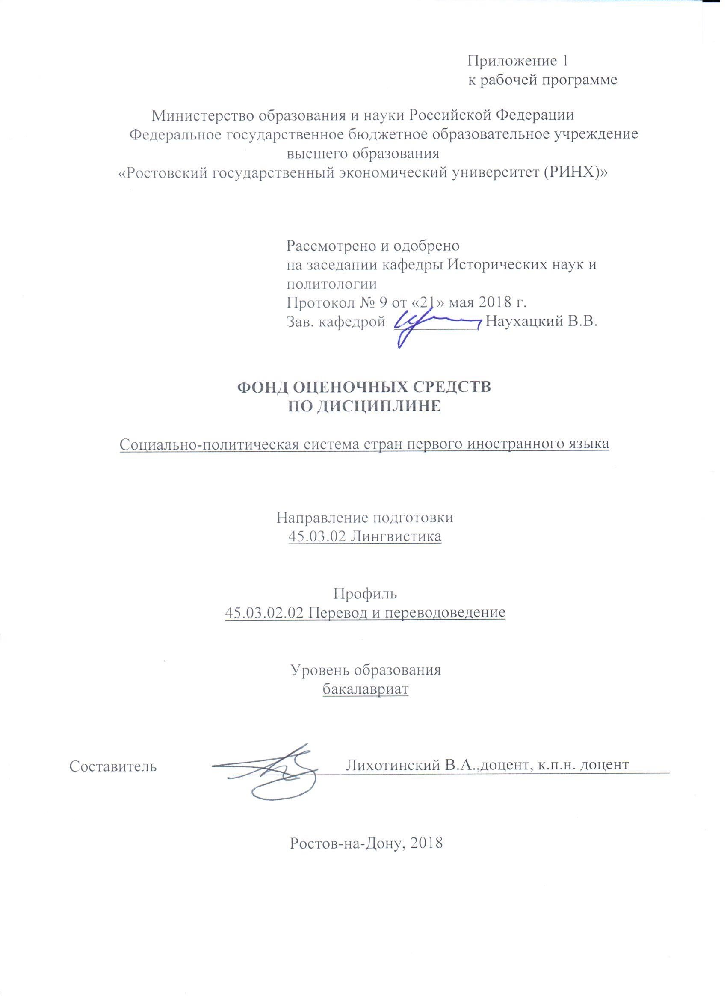 Приложение 1
к рабочей программе
Министерство образования и науки Российской Федерации
Федеральное государственное бюджетное образовательное учреждение
высшего образования
«Ростовский государственный экономический университет (РИНХ)»
Рассмотрено и одобрено
на заседании кафедры Исторических наук и
политологии
Протокол № 9 от «21» мая 2018 г.
Зав. кафедрой Наухацкий В.В.
ФОНД ОЦЕНОЧНЫХ СРЕДСТВ
ПО ДИСЦИПЛИНЕ
Социально-политическая система стран первого иностранного языка
Направление подготовки
45.03.02 Лингвистика
Профиль
45.03.02.02 Перевод и переводоведение
Уровень образования
бакалавриат
Составитель Лихотинский В.А.,доцент, к.п.н. доцент
Ростов-на-Дону, 2018